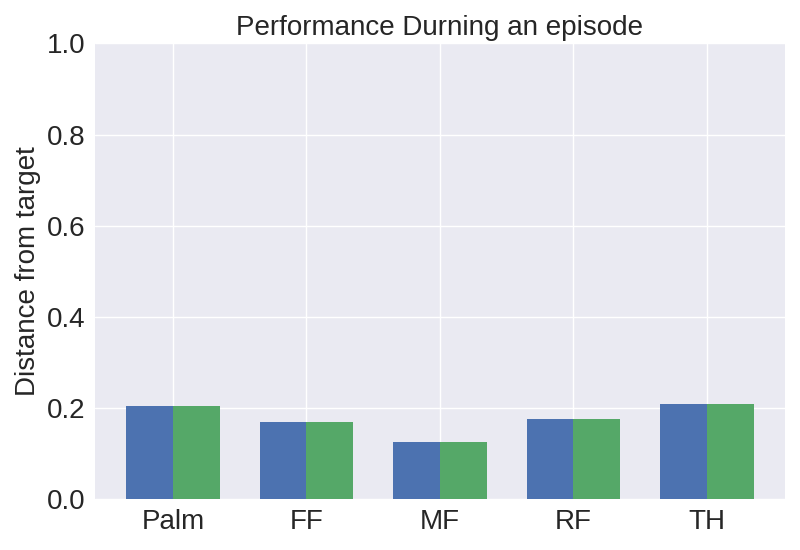 Performance Durning an episode
Distance from target
1.0
0.8
0.6
0.4
0.2
0.0
Palm FF MF RF TH